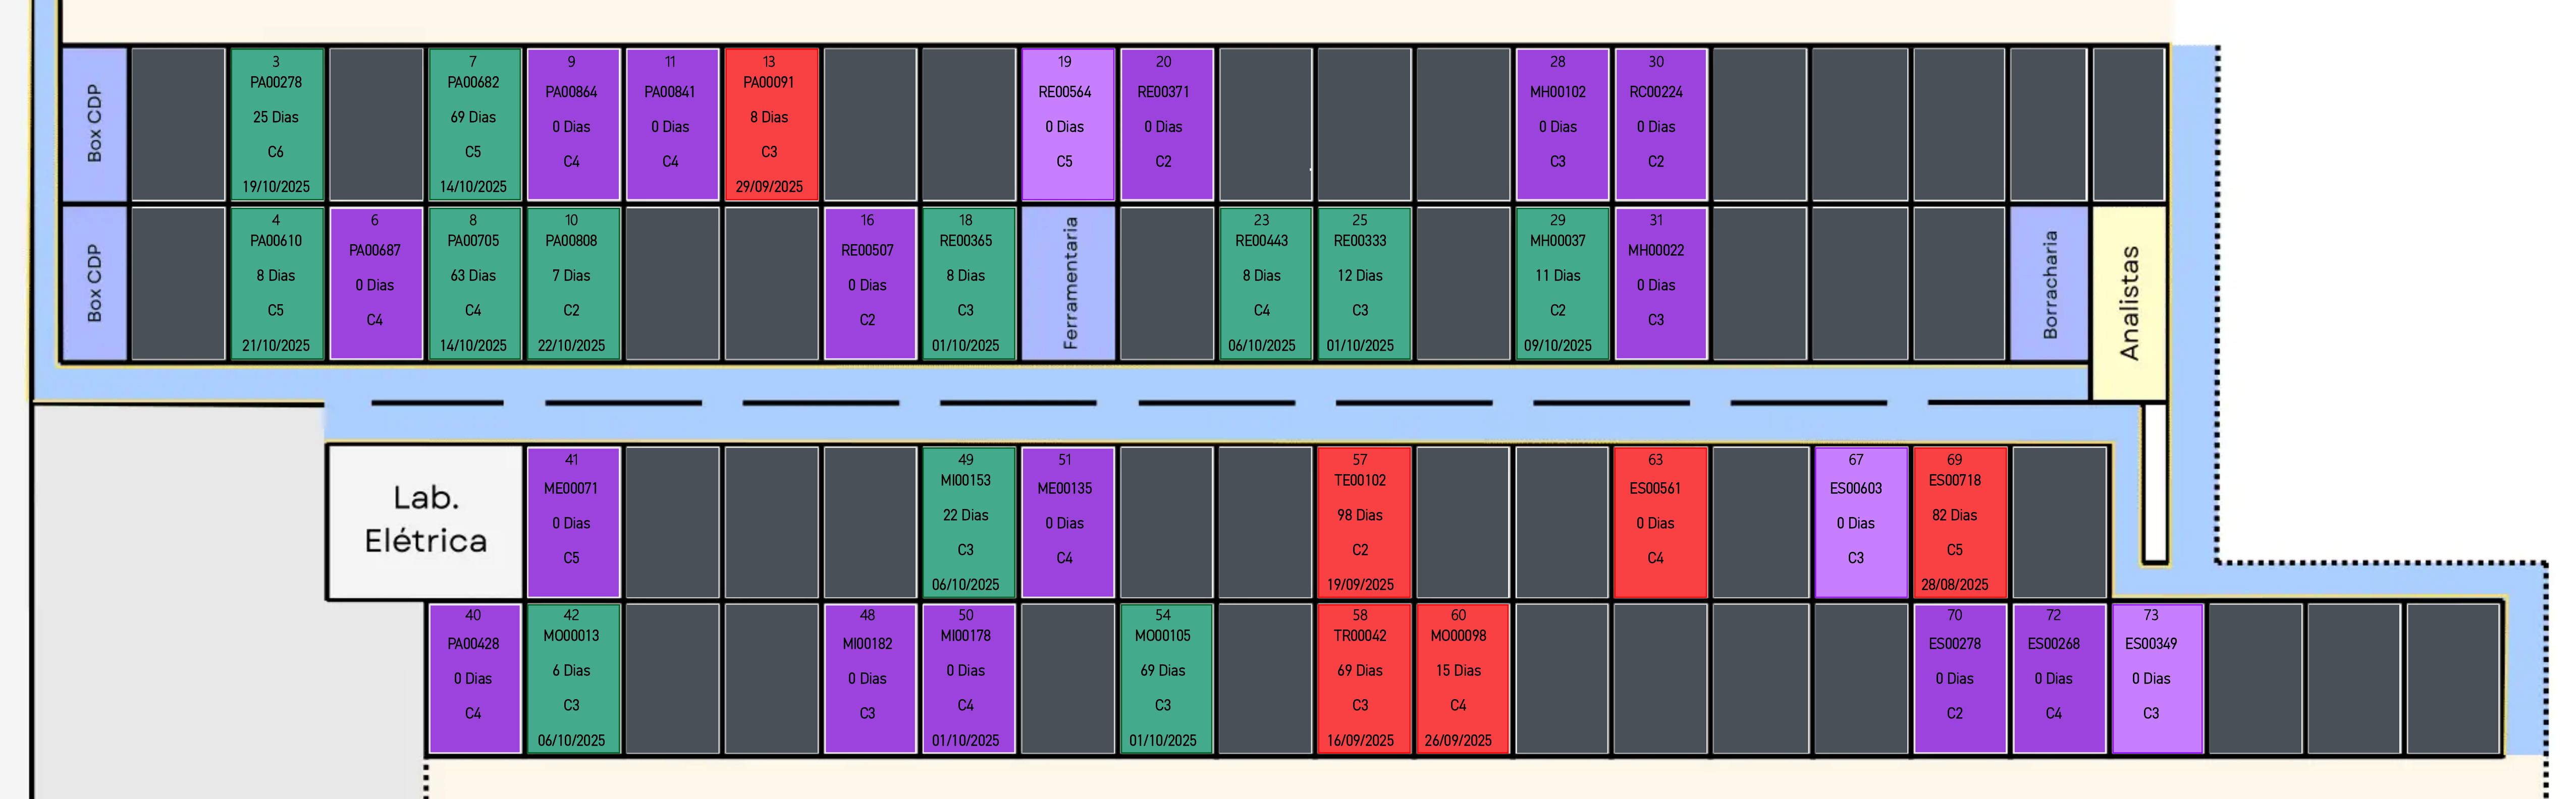 Box CDP
3
PA00278
25 Dias
C6
19/10/2025
7
PA00682
69 Dias
C5
14/10/2025
9
PA00864
0 Dias
C4
11
PA00841
0 Dias
C4
13
PA00091
8 Dias
C3
29/09/2025
19
RE00564
0 Dias
C5
20
RE00371
0 Dias
C2
28
MH00102
0 Dias
C3
30
RC00224
0 Dias
C2
Box CDP
4
PA00610
8 Dias
C5
21/10/2025
6
PA00687
0 Dias
C4
8
PA00705
63 Dias
C4
14/10/2025
10
PA00808
7 Dias
C2
22/10/2025
16
RE00507
0 Dias
C2
18
RE00365
8 Dias
C3
01/10/2025
Ferramentaria
23
RE00443
8 Dias
C4
06/10/2025
25
RE00333
12 Dias
C3
01/10/2025
29
MH00037
11 Dias
C2
09/10/2025
31
MH00022
0 Dias
C3
Borracharia
Analistas
Lab.
Elétrica
41
ME00071
0 Dias
C5
49
MI00153
22 Dias
C3
06/10/2025
51
ME00135
0 Dias
C4
57
TE00102
98 Dias
C2
19/09/2025
63
ES00561
0 Dias
C4
67
ES00603
0 Dias
C3
69
ES00718
82 Dias
C5
28/08/2025
40
PA00428
0 Dias
C4
42
MO00013
6 Dias
C3
06/10/2025
48
MI00182
0 Dias
C3
50
MI00178
0 Dias
C4
01/10/2025
54
MO00105
69 Dias
C3
01/10/2025
58
TR00042
69 Dias
C3
16/09/2025
60
MO00098
15 Dias
C4
26/09/2025
70
ES00278
0 Dias
C2
72
ES00268
0 Dias
C4
73
ES00349
0 Dias
C3